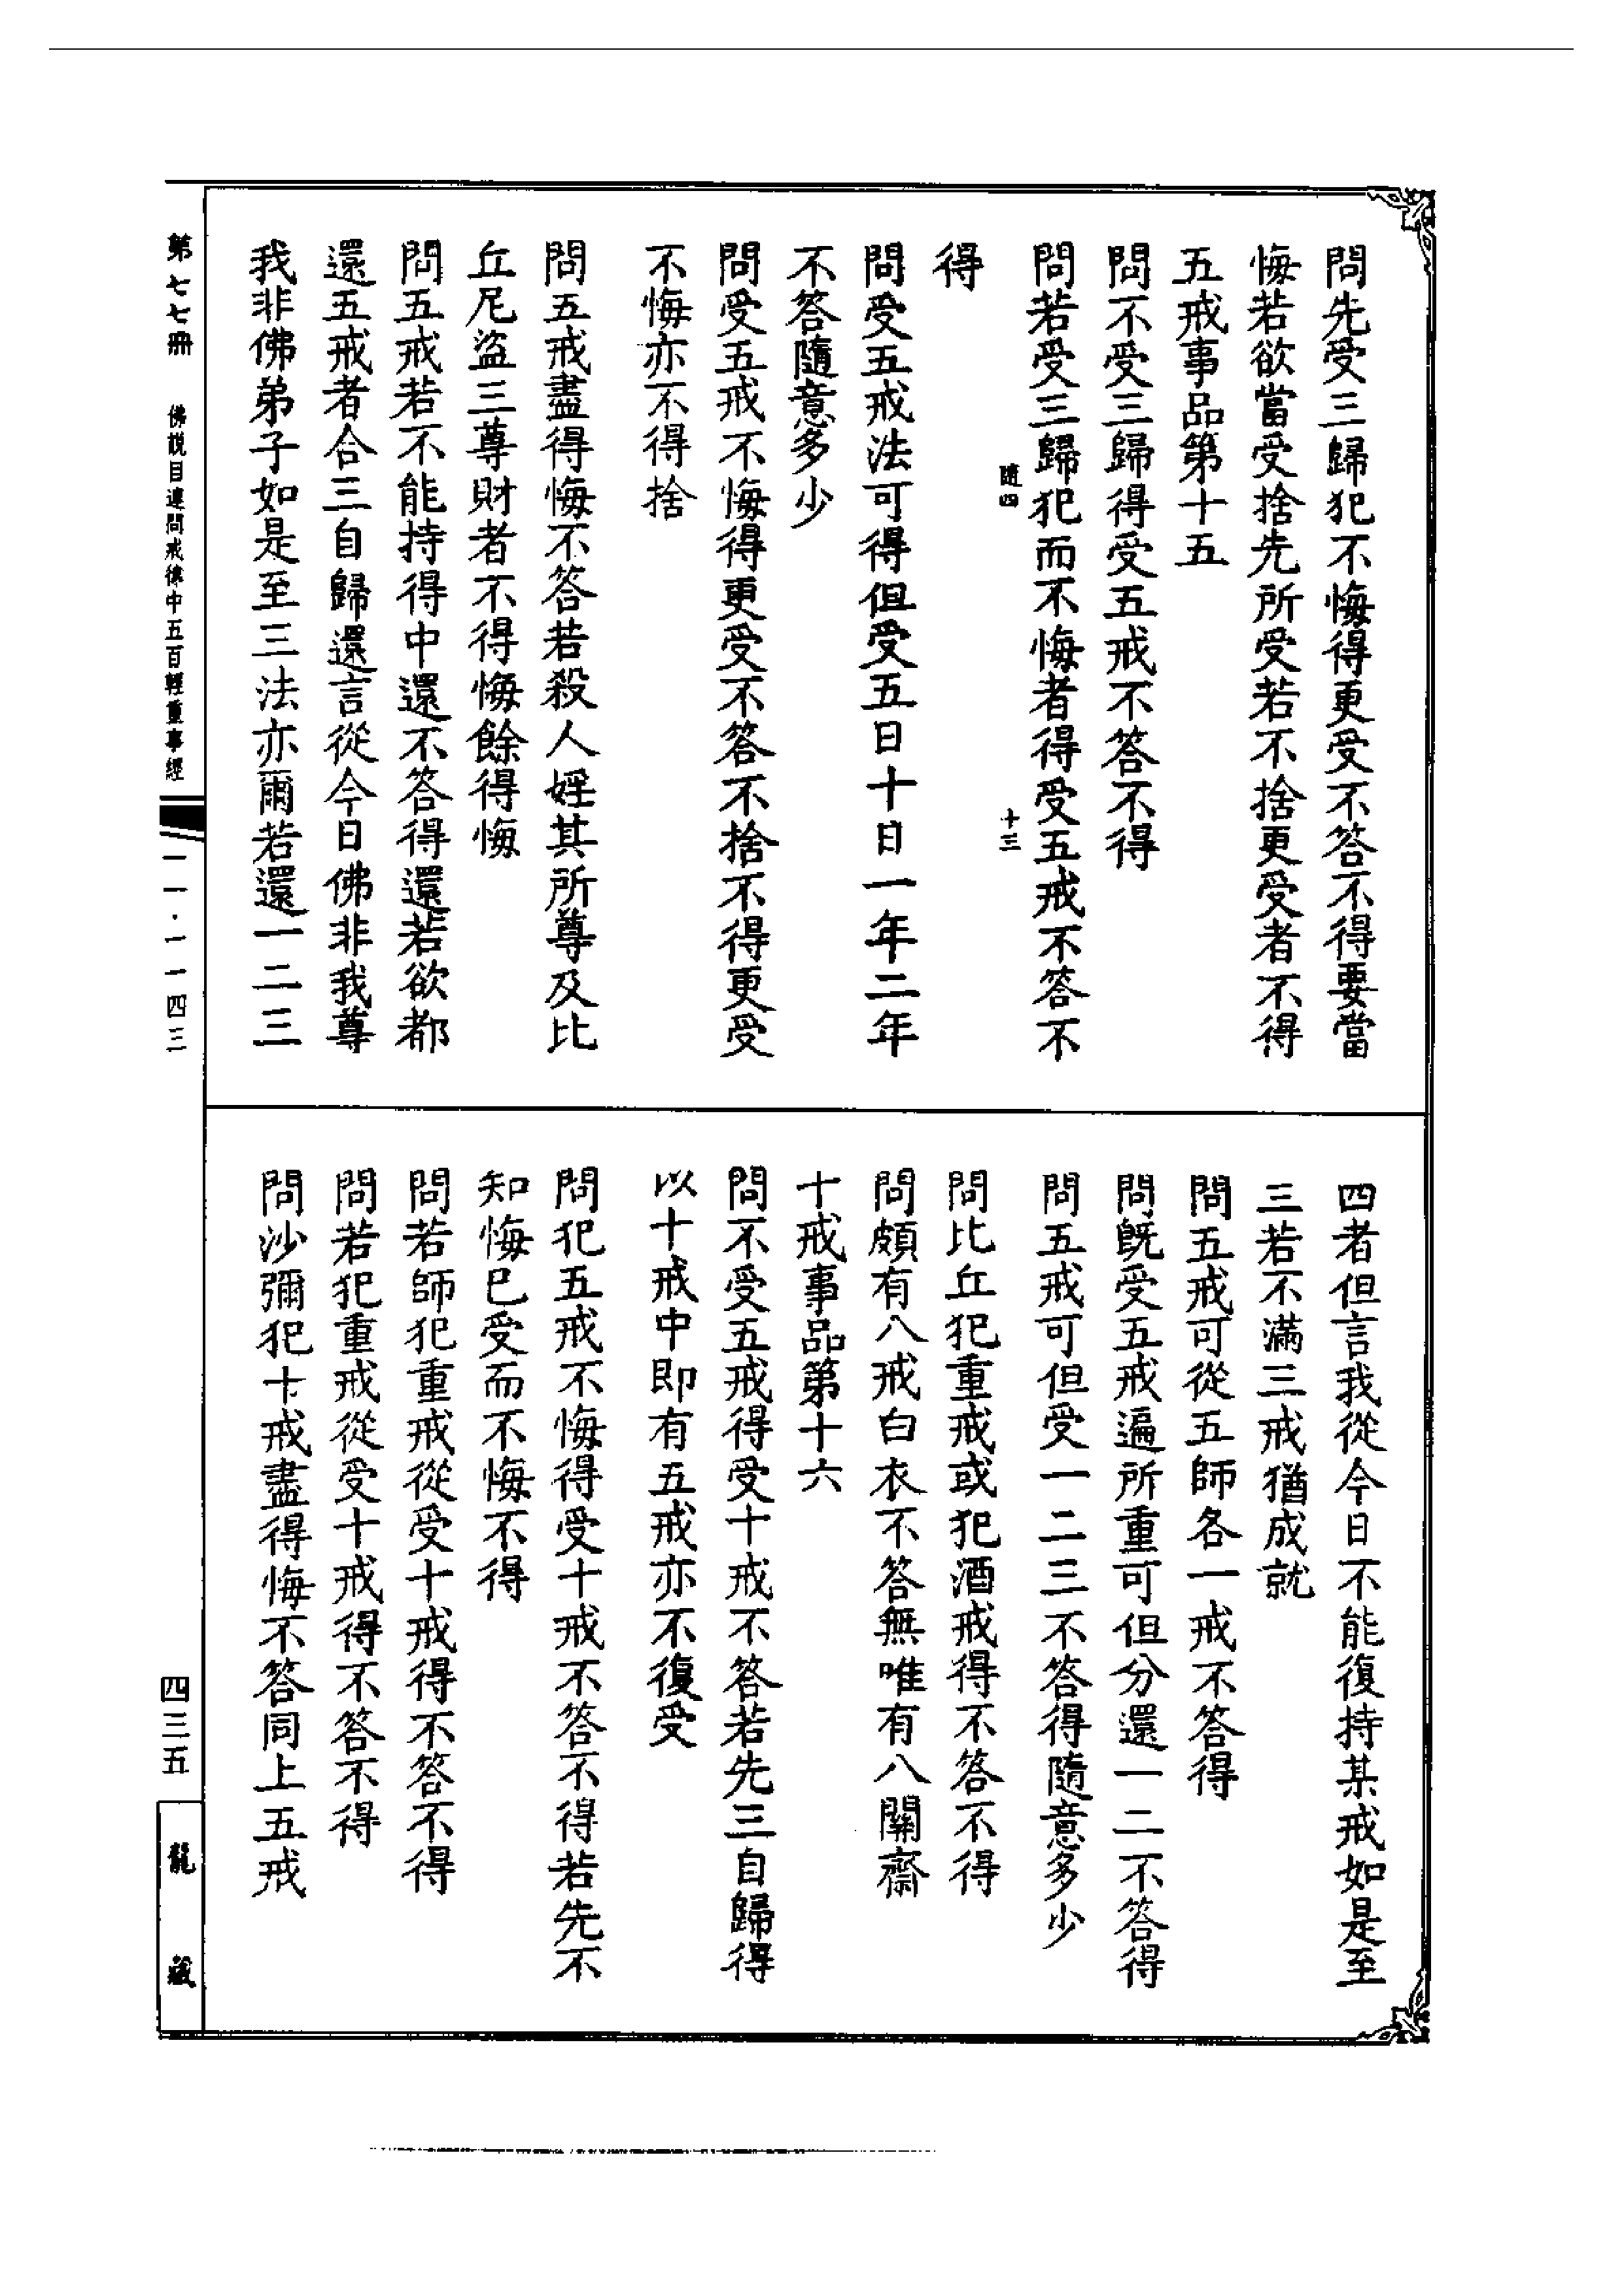 問先受三歸犯不悔得更受不答不得要當
悔若欲當受捨先所受若不捨更受者不得
五戒事品第十五
問不受三歸得受五戒不答不得
問若受三歸犯而不悔者得受五戒不答不
隨四 十三
得
問受五戒法可得但受五日十日一年二年
不答隨意多少
問受五戒不悔得更受不答不捨不得更受
不悔亦不得捨
問五戒盡得悔不答若殺人婬其所尊及比
丘尼盜三尊財者不得悔餘得悔
問五戒若不能持得中還不答得還若欲都
還五戒者合三自歸還言從今日佛非我尊
我非佛弟子如是至三法亦爾若還一二三
四者但言我從今日不能復持某戒如是至
三若不滿三戒猶成就
問五戒可從五師各一戒不答得
問旣受五戒遍所重可但分還一二不答得
問五戒可但受一二三不答得隨意多少
問比丘犯重戒或犯酒戒得不答不得
問頗有八戒白衣不答無唯有八關齋
十戒事品第十六
問不受五戒得受十戒不答若先三自歸得
以十戒中即有五戒亦不復受
問犯五戒不悔得受十戒不答不得若先不
知悔已受而不悔不得
問若師犯重戒從受十戒得不答不得
問若犯重戒從受十戒得不答不得
問沙彌犯十戒盡得悔不答同上五戒
第七七冊 佛說目連問戒律中五百輕重事經 一一·一一四三 四三五 龍藏